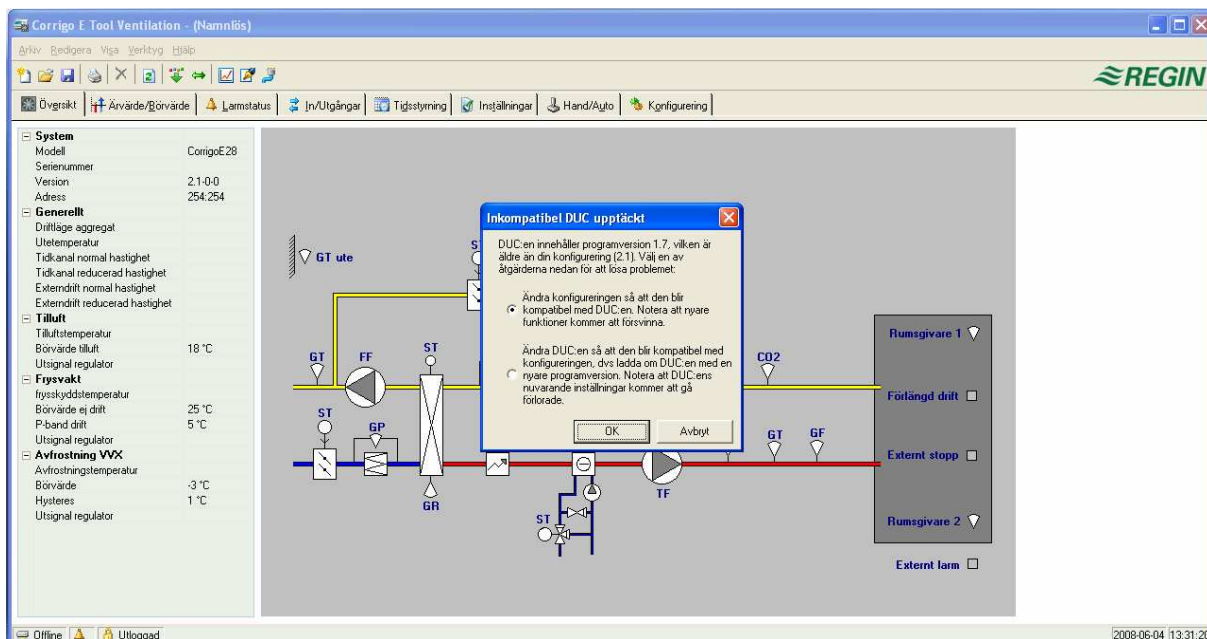 Corrigo E Tool Ventilation - (Namnlös)
Arkiv Redigera Visa Verktyg Hjälp
REGIN
Översikt Ärvärde/Börvärde Larmstatus In/Utgångar Tidsstyrning Inställningar Hand/Auto Konfigurering
System
Modell CorrigoE28
Serienummer
Version 2.1-0-0
Adress 254:254
Generellt
Driftläge aggregat
Utetemperatur
Tidkanal normal hastighet
Tidkanal reducerad hastighet
Externdrift normal hastighet
Externdrift reducerad hastighet
Tilluft
Tilluftstemperatur
Börvärde tilluft 18 °C
Utsignal regulator
Frysvakt
frysskyddstemperatur
Börvärde ej drift 25 °C
P-band drift 5 °C
Utsignal regulator
Avfrostning VVX
Avfrostningstemperatur
Börvärde -3 °C
Hysteres 1 °C
Utsignal regulator
GT ute
GT
FF
ST
ST
GP
GR
Inkompatibel DUC upptäckt
DUC:en innehåller programversion 1.7, vilken är
äldre än din konfigurering (2.1). Välj en av
åtgärderna nedan för att lösa problemet:
Ändra konfigureringen så att den blir
kompatibel med DUC:en. Notera att nyare
funktioner kommer att försvinna.
Ändra DUC:en så att den blir kompatibel med
konfigureringen, dvs ladda om DUC:en med en
nyare programversion. Notera att DUC:ens
nuvarande inställningar kommer att gå
förlorade.
OK Avbryt
CO2
GT
GF
TF
ST
Rumsgivare 1
Förlängd drift
Externt stopp
Rumsgivare 2
Externt larm
Offline Utloggad 2008-06-04 13:31:20